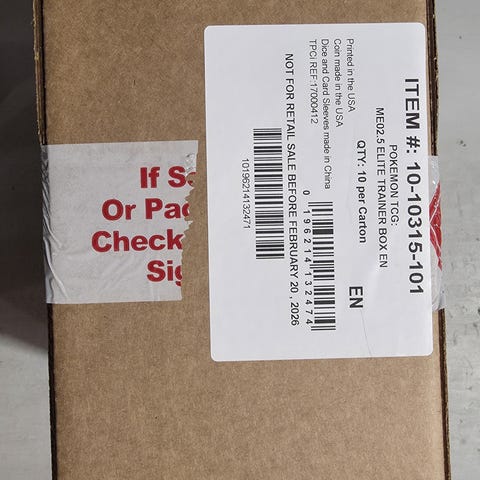 ITEM #: 10-10315-101
POKEMON TCG:
ME02.5 ELITE TRAINER BOX EN
QTY: 10 per Carton
EN
0 196214 132474
Printed in the USA
Coin made in the USA
Dice and Card Sleeves made in China
TPCi REF:17000412
NOT FOR RETAIL SALE BEFORE FEBRUARY 20, 2026
10196214132471
If
Or
Check